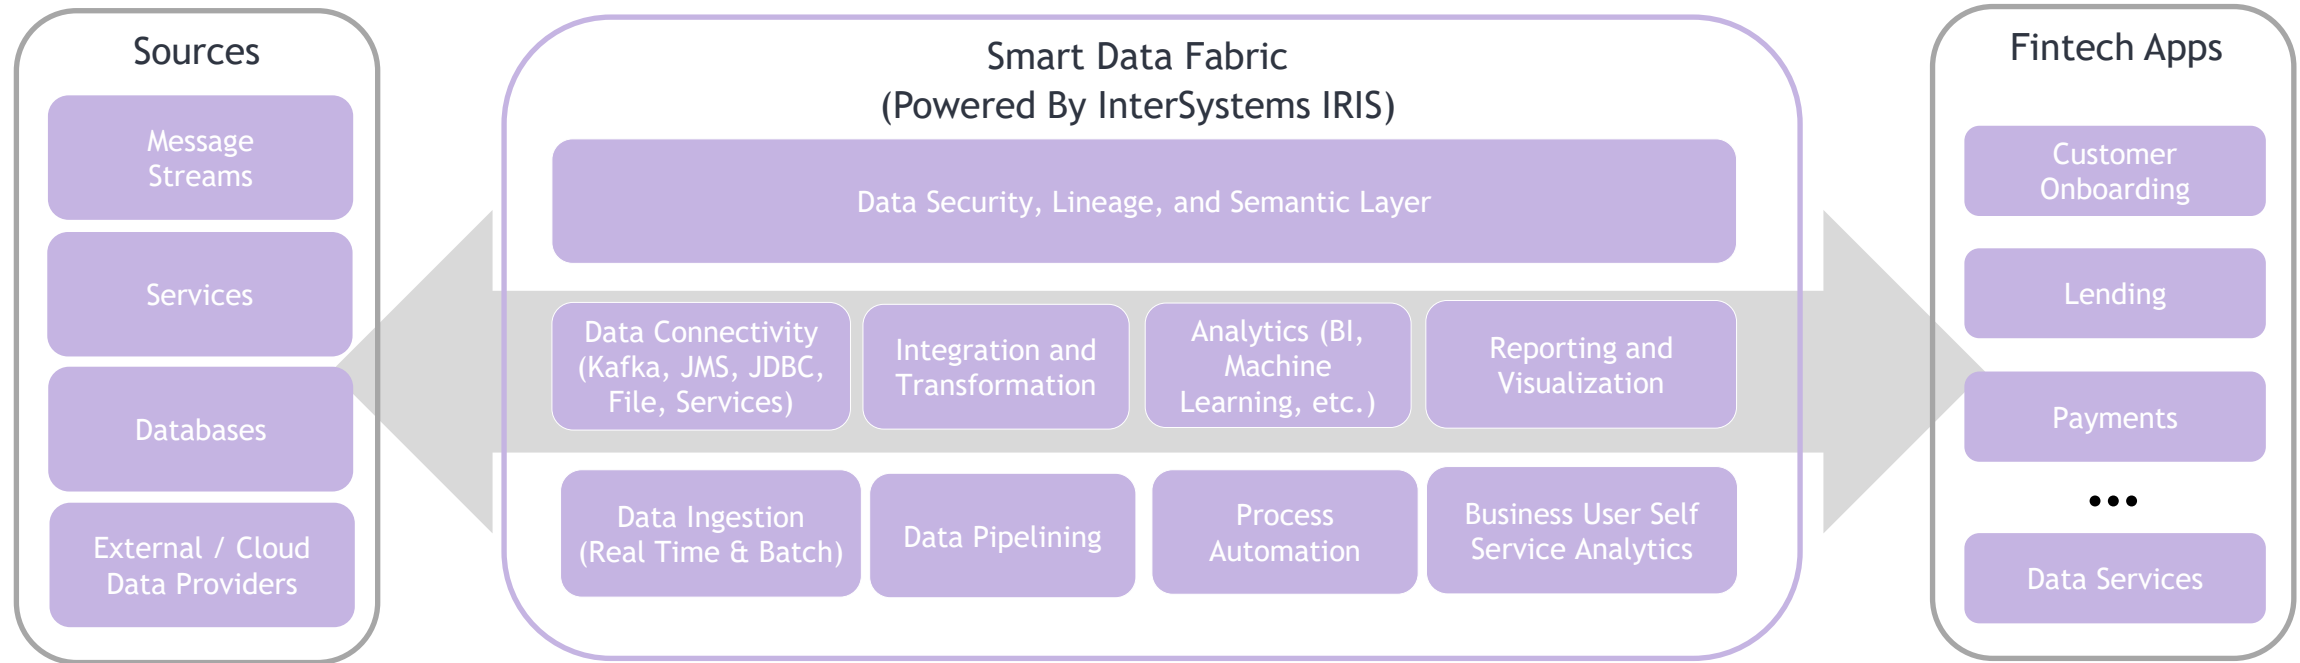 Sources
Message
Streams
Services
Databases
External / Cloud
Data Providers
Smart Data Fabric
(Powered By InterSystems IRIS)
Data Security, Lineage, and Semantic Layer
Data Connectivity
(Kafka, JMS, JDBC,
File, Services)
Integration and
Transformation
Analytics (BI,
Machine
Learning, etc.)
Reporting and
Visualization
Data Ingestion
(Real Time & Batch)
Data Pipelining
Process
Automation
Business User Self
Service Analytics
Fintech Apps
Customer
Onboarding
Lending
Payments
...
Data Services